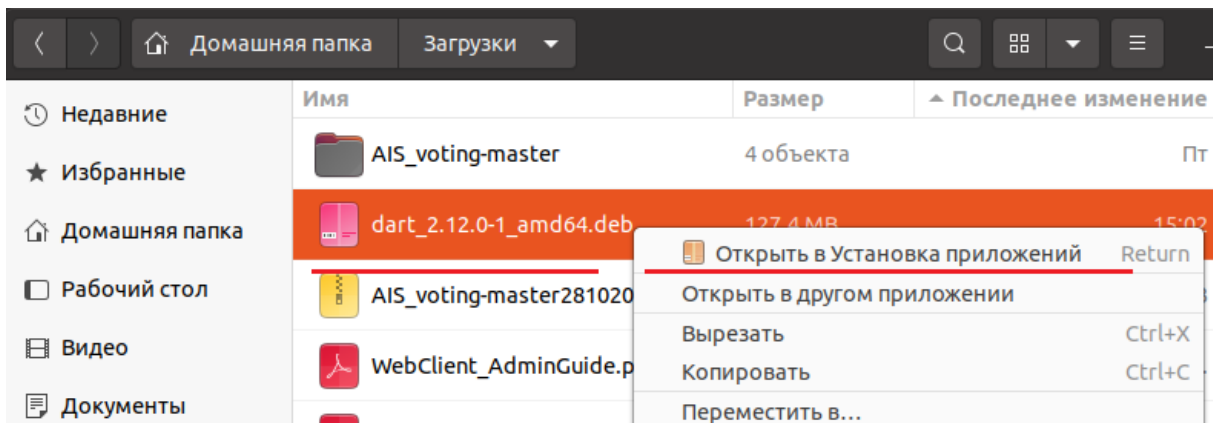 Домашняя папка Загрузки
Имя Размер Последнее изменение
Недавние
AIS_voting-master 4 объекта Пт
Избранные
dart_2.12.0-1_amd64.deb 127,4 MB 15:02
Домашняя папка
Открыть в Установка приложений Return
Рабочий стол
AIS_voting-master281020
Открыть в другом приложении
Вырезать Ctrl+X
Видео
WebClient_AdminGuide.p
Копировать Ctrl+C
Документы
Переместить в…